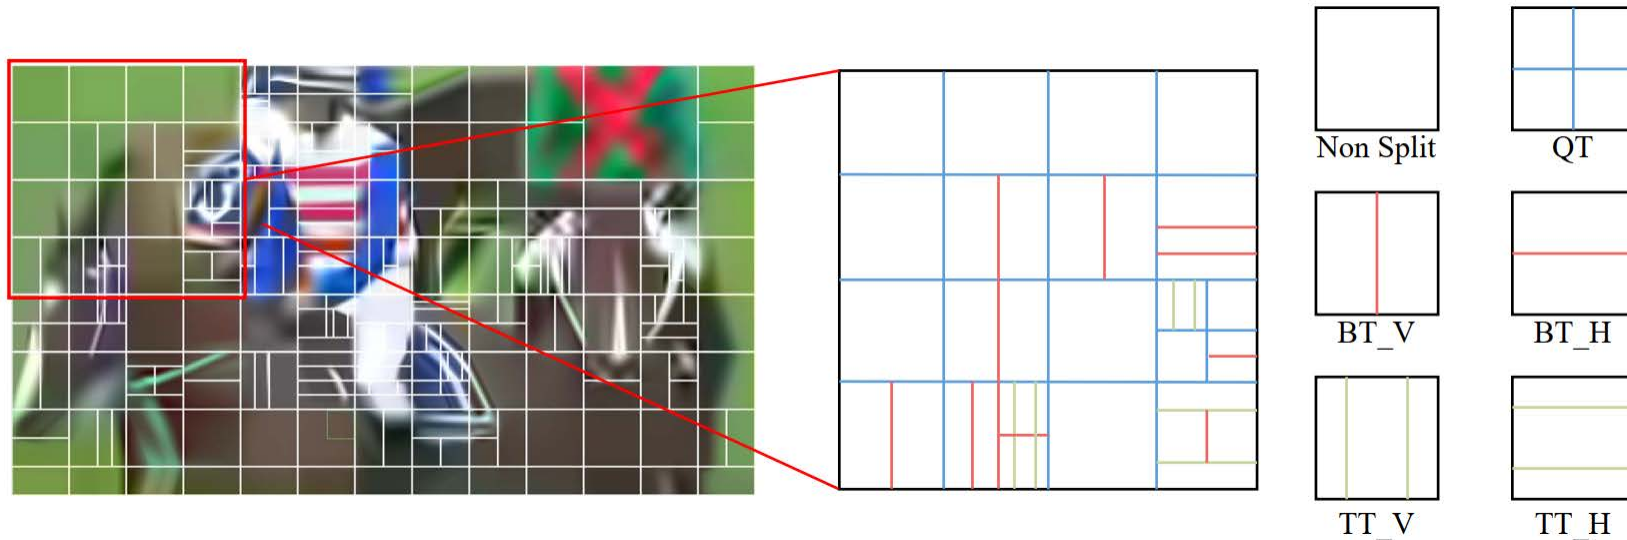 Non Split
QT
BT_V
BT_H
TT_V
TT_H